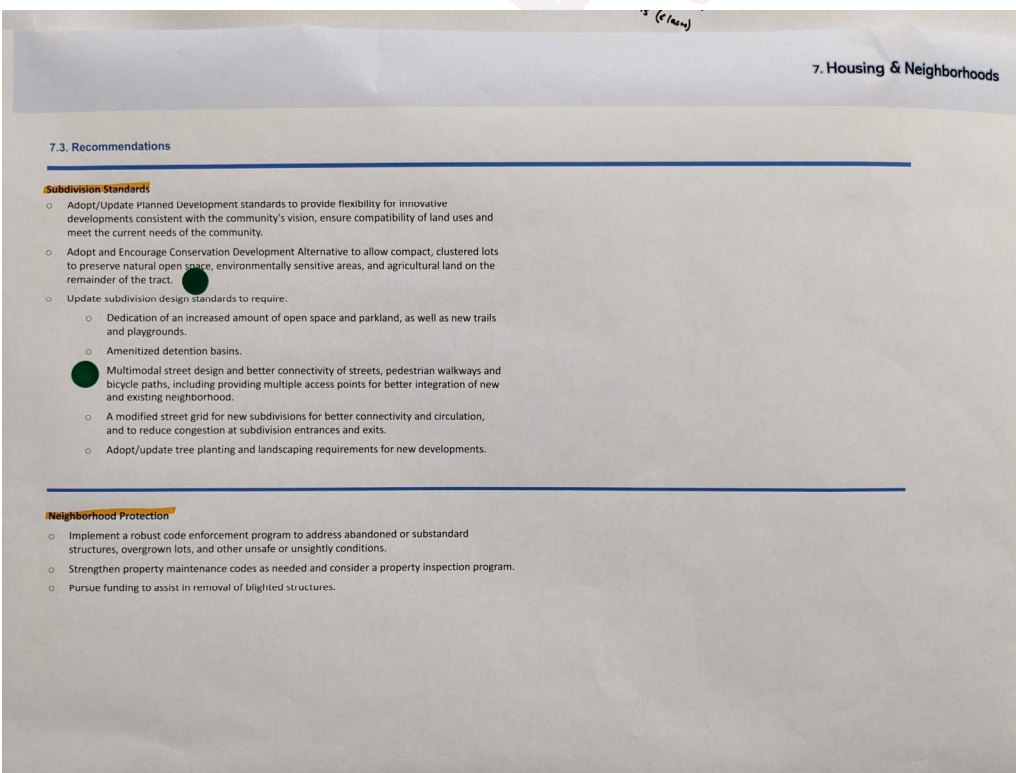 7. Housing & Neighborhoods
7.3. Recommendations
Subdivision Standards
○ Adopt/Update Planned Development standards to provide flexibility for innovative
developments consistent with the community's vision, ensure compatibility of land uses and
meet the current needs of the community.
○ Adopt and Encourage Conservation Development Alternative to allow compact, clustered lots
to preserve natural open space, environmentally sensitive areas, and agricultural land on the
remainder of the tract.
○ Update subdivision design standards to require:
○ Dedication of an increased amount of open space and parkland, as well as new trails
and playgrounds.
○ Amenitized detention basins.
Multimodal street design and better connectivity of streets, pedestrian walkways and
bicycle paths, including providing multiple access points for better integration of new
and existing neighborhood.
○ A modified street grid for new subdivisions for better connectivity and circulation,
and to reduce congestion at subdivision entrances and exits.
○ Adopt/update tree planting and landscaping requirements for new developments.
Neighborhood Protection
○ Implement a robust code enforcement program to address abandoned or substandard
structures, overgrown lots, and other unsafe or unsightly conditions.
○ Strengthen property maintenance codes as needed and consider a property inspection program.
○ Pursue funding to assist in removal of blighted structures.